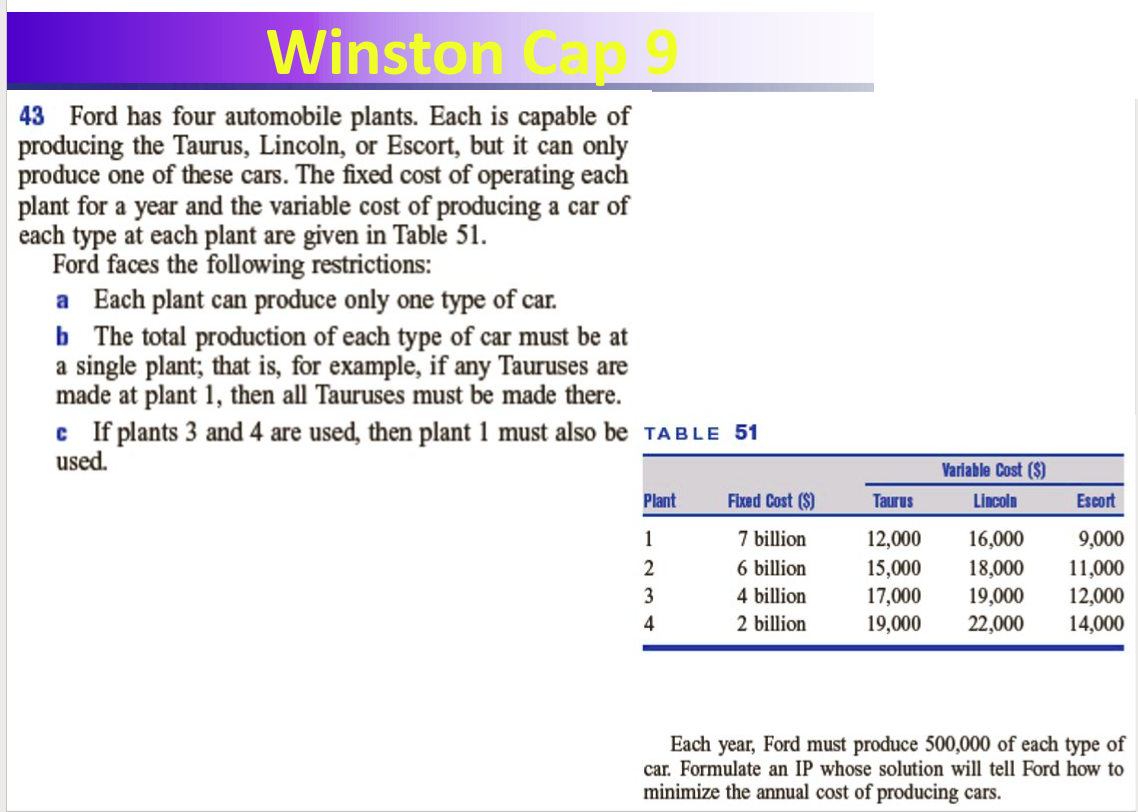 Winston Cap 9
43 Ford has four automobile plants. Each is capable of
producing the Taurus, Lincoln, or Escort, but it can only
produce one of these cars. The fixed cost of operating each
plant for a year and the variable cost of producing a car of
each type at each plant are given in Table 51.
Ford faces the following restrictions:
a Each plant can produce only one type of car.
b The total production of each type of car must be at
a single plant; that is, for example, if any Tauruses are
made at plant 1, then all Tauruses must be made there.
c If plants 3 and 4 are used, then plant 1 must also be
used.
TABLE 51
Variable Cost ($)
Plant Fixed Cost ($) Taurus Lincoln Escort
1 7 billion 12,000 16,000 9,000
2 6 billion 15,000 18,000 11,000
3 4 billion 17,000 19,000 12,000
4 2 billion 19,000 22,000 14,000
Each year, Ford must produce 500,000 of each type of
car. Formulate an IP whose solution will tell Ford how to
minimize the annual cost of producing cars.